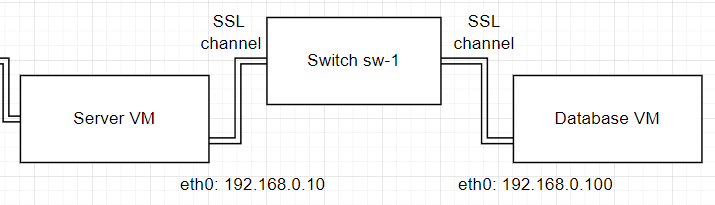 SSL
channel
Switch sw-1
SSL
channel
Server VM
Database VM
eth0: 192.168.0.10
eth0: 192.168.0.100